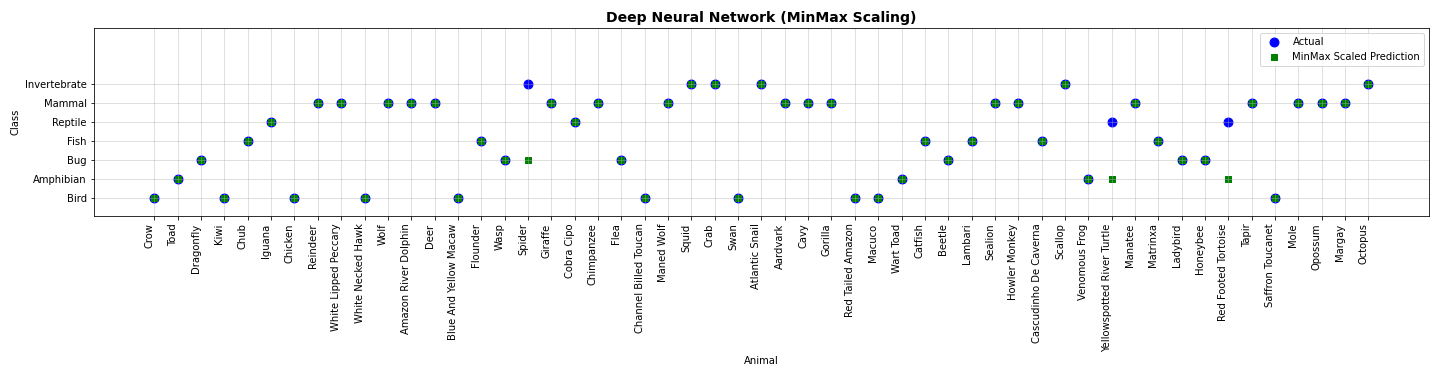 Deep Neural Network (MinMax Scaling)
Actual
MinMax Scaled Prediction
Class
Invertebrate
Mammal
Reptile
Fish
Bug
Amphibian
Bird
Crow
Toad
Dragonfly
Kiwi
Chub
Iguana
Chicken
Reindeer
White Lipped Peccary
White Necked Hawk
Wolf
Amazon River Dolphin
Deer
Blue And Yellow Macaw
Flounder
Wasp
Spider
Giraffe
Cobra Cipo
Chimpanzee
Flea
Channel Billed Toucan
Maned Wolf
Squid
Crab
Swan
Atlantic Snail
Aardvark
Cavy
Gorilla
Red Tailed Amazon
Macuco
Wart Toad
Catfish
Beetle
Lambari
Sealion
Howler Monkey
Cascudinho De Caverna
Scallop
Venomous Frog
Yellowspotted River Turtle
Manatee
Matrinxa
Ladybird
Honeybee
Red Footed Tortoise
Tapir
Saffron Toucanet
Mole
Opossum
Margay
Octopus
Animal